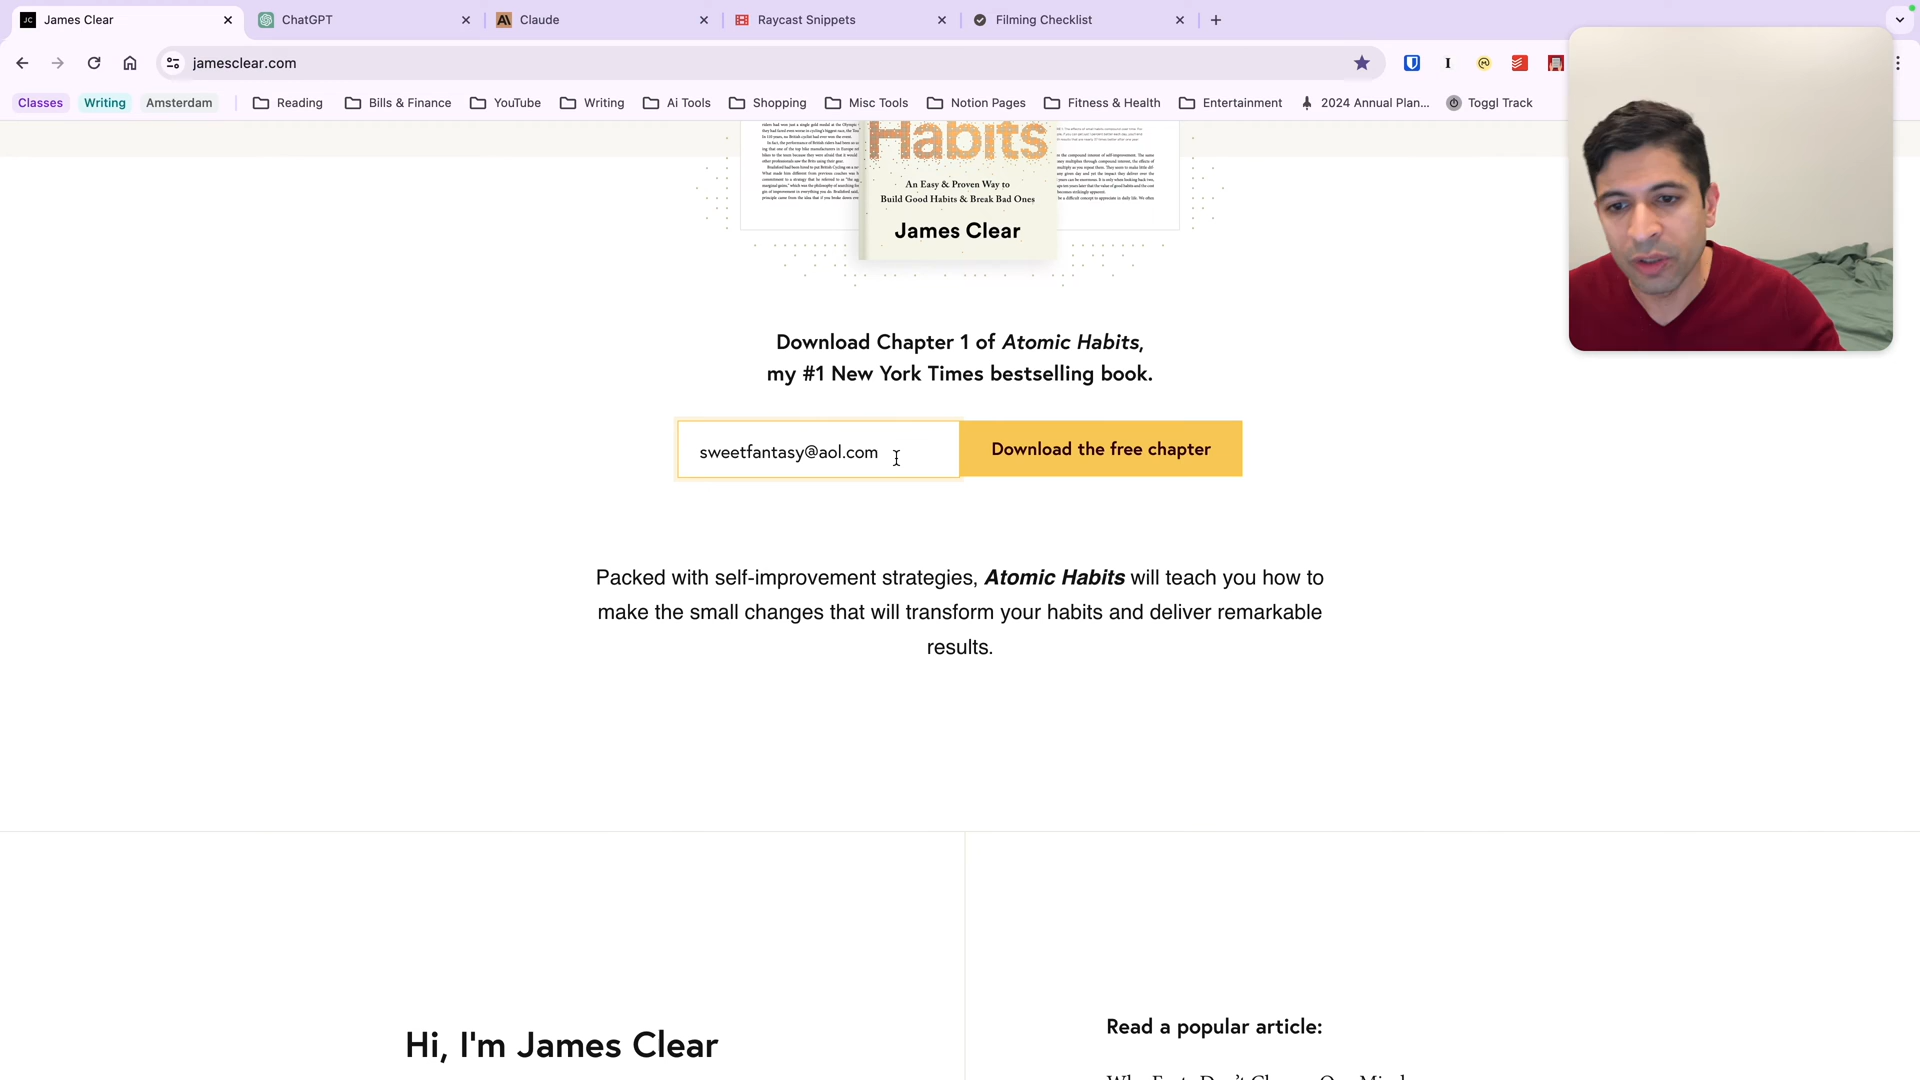 James Clear
ChatGPT
Claude
Raycast Snippets
Filming Checklist
jamesclear.com
Classes
Writing
Amsterdam
Reading
Bills & Finance
YouTube
Writing
Ai Tools
Shopping
Misc Tools
Notion Pages
Fitness & Health
Entertainment
2024 Annual Plan...
Toggl Track
Habits
An Easy & Proven Way to
Build Good Habits & Break Bad Ones
James Clear
Download Chapter 1 of Atomic Habits,
my #1 New York Times bestselling book.
sweetfantasy@aol.com
Download the free chapter
Packed with self-improvement strategies, Atomic Habits will teach you how to
make the small changes that will transform your habits and deliver remarkable
results.
Hi, I'm James Clear
Read a popular article: